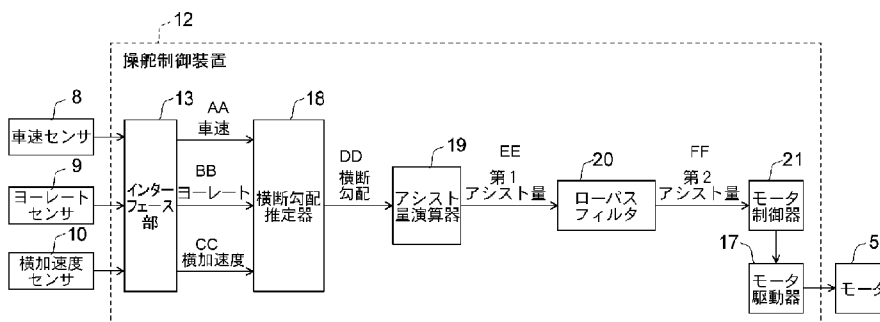 12
操舵制御装置
8
車速センサ
9
ヨーレート
センサ
10
横加速度
センサ
13
インター
フェース
部
AA
車速
BB
ヨーレート
CC
横加速度
18
横断勾配
推定器
DD
横断
勾配
19
アシスト
量演算器
EE
第1
アシスト量
20
ローパス
フィルタ
FF
第2
アシスト量
21
モータ
制御器
17
モータ
駆動器
5
モータ